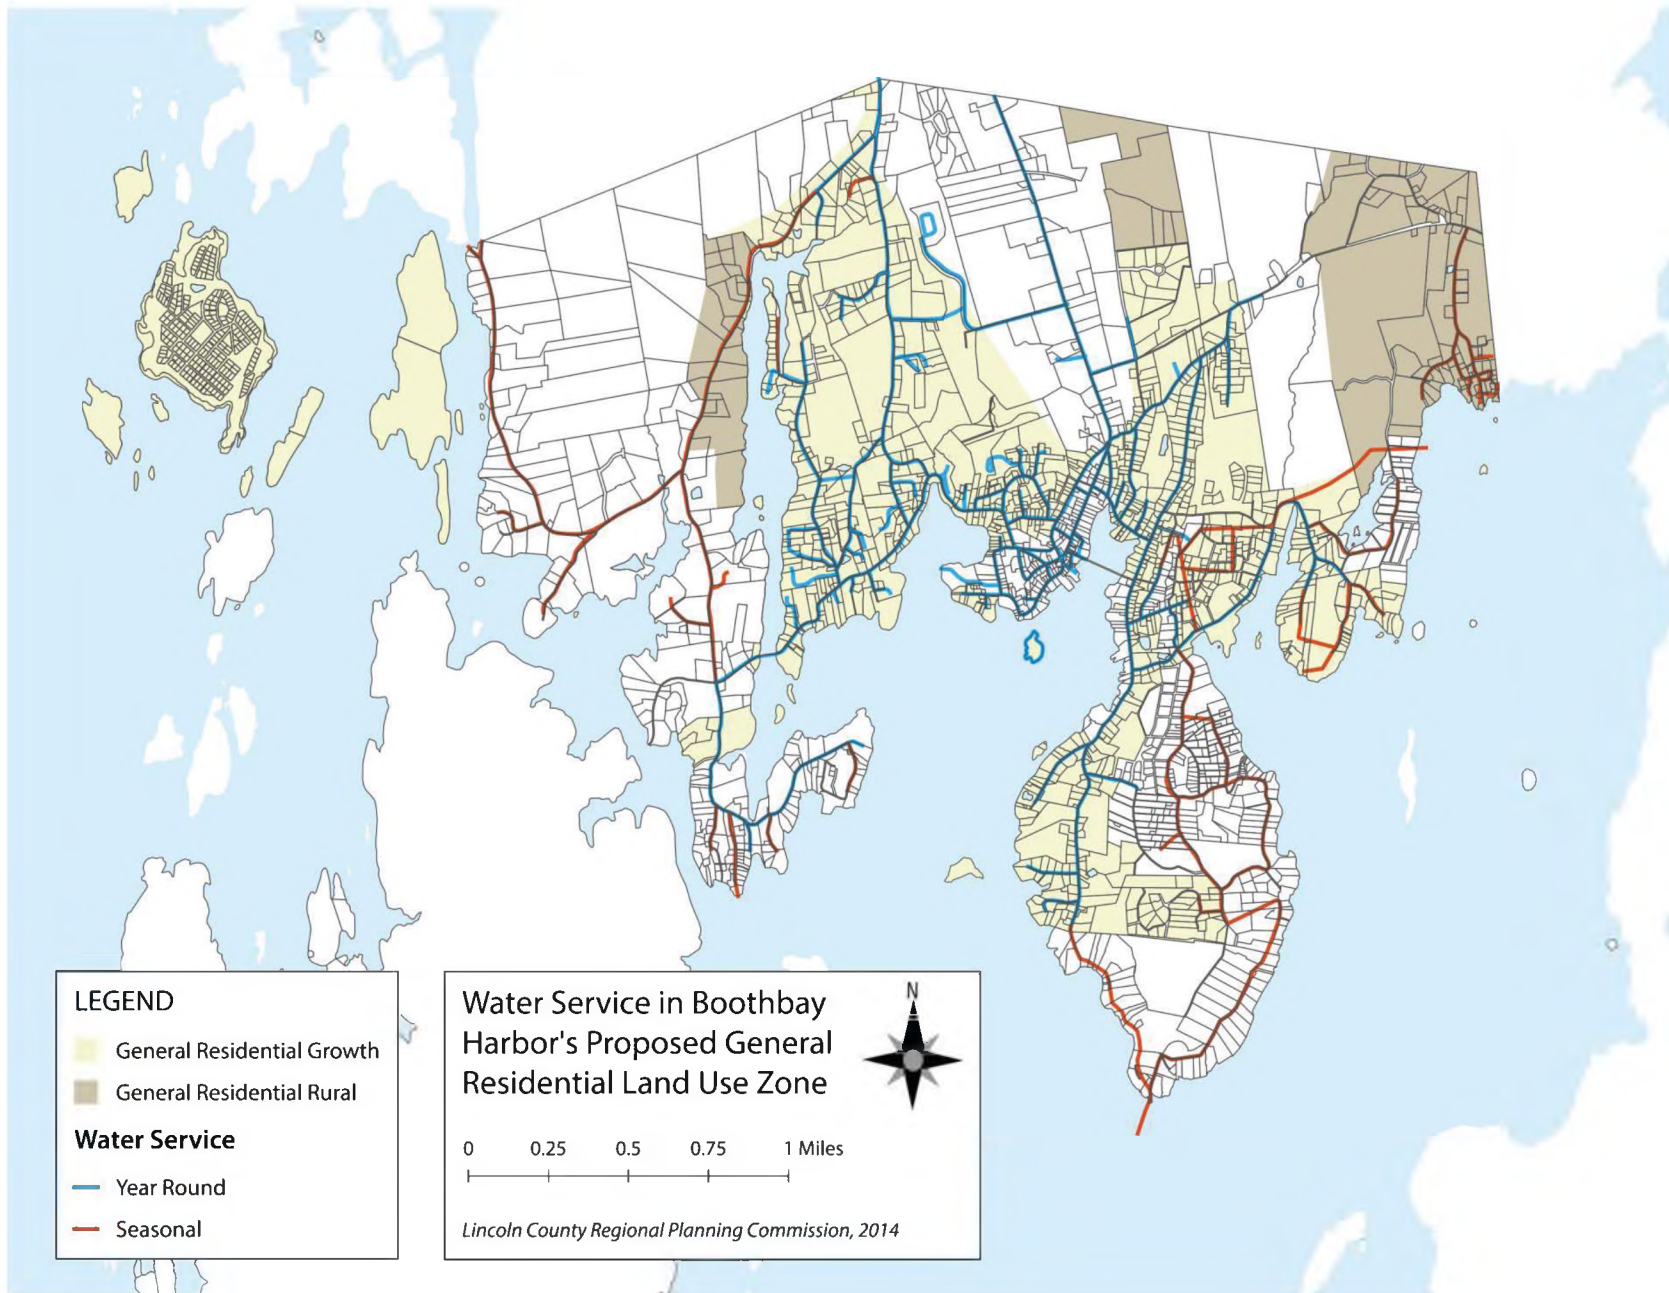 LEGEND
General Residential Growth
General Residential Rural
Water Service
Year Round
Seasonal
Water Service in Boothbay
Harbor's Proposed General
Residential Land Use Zone
N
0 0.25 0.5 0.75 1 Miles
Lincoln County Regional Planning Commission, 2014